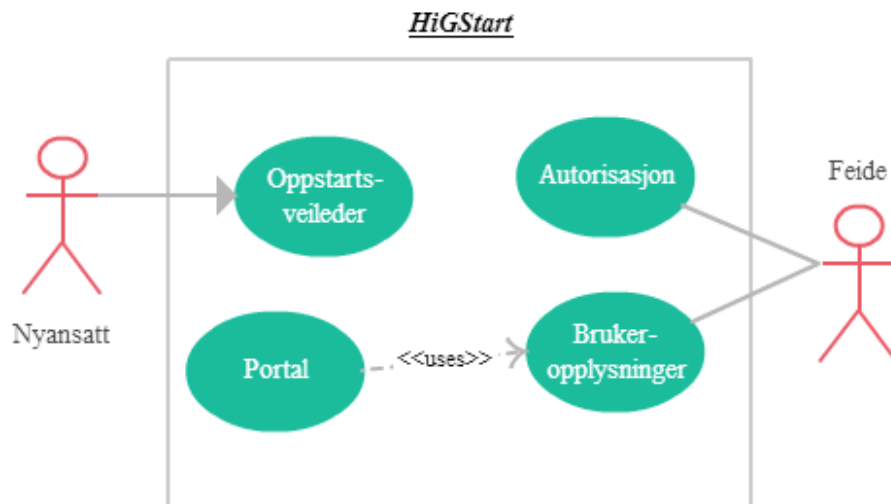 HiGStart
Oppstarts-
veileder
Autorisasjon
Feide
Nyansatt
Portal
<<uses>>
Bruker-
opplysninger